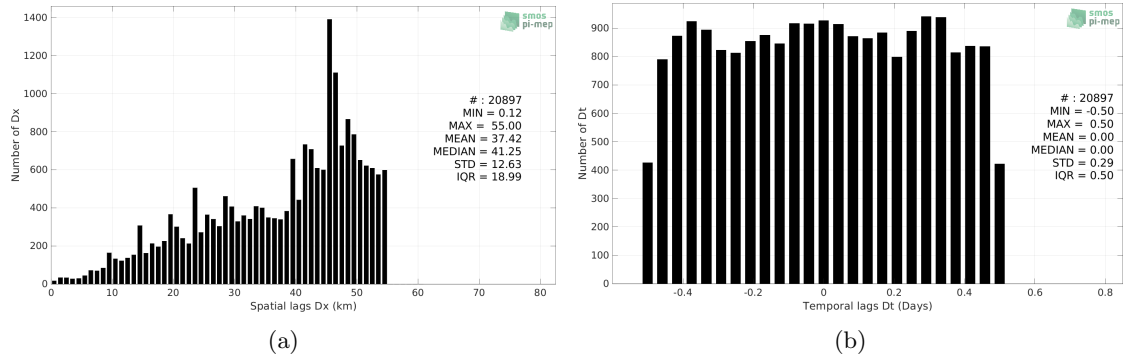 1400
1200
1000
800
600
400
200
0
Number of Dx
0 10 20 30 40 50 60 70 80
Spatial lags Dx (km)
smos
pi-mep
# : 20897
MIN = 0.12
MAX = 55.00
MEAN = 37.42
MEDIAN = 41.25
STD = 12.63
IQR = 18.99
(a)
900
800
700
600
500
400
300
200
100
0
Number of Dt
-0.4 -0.2 0 0.2 0.4 0.6 0.8
Temporal lags Dt (Days)
smos
pi-mep
# : 20897
MIN = -0.50
MAX = 0.50
MEAN = 0.00
MEDIAN = 0.00
STD = 0.29
IQR = 0.50
(b)